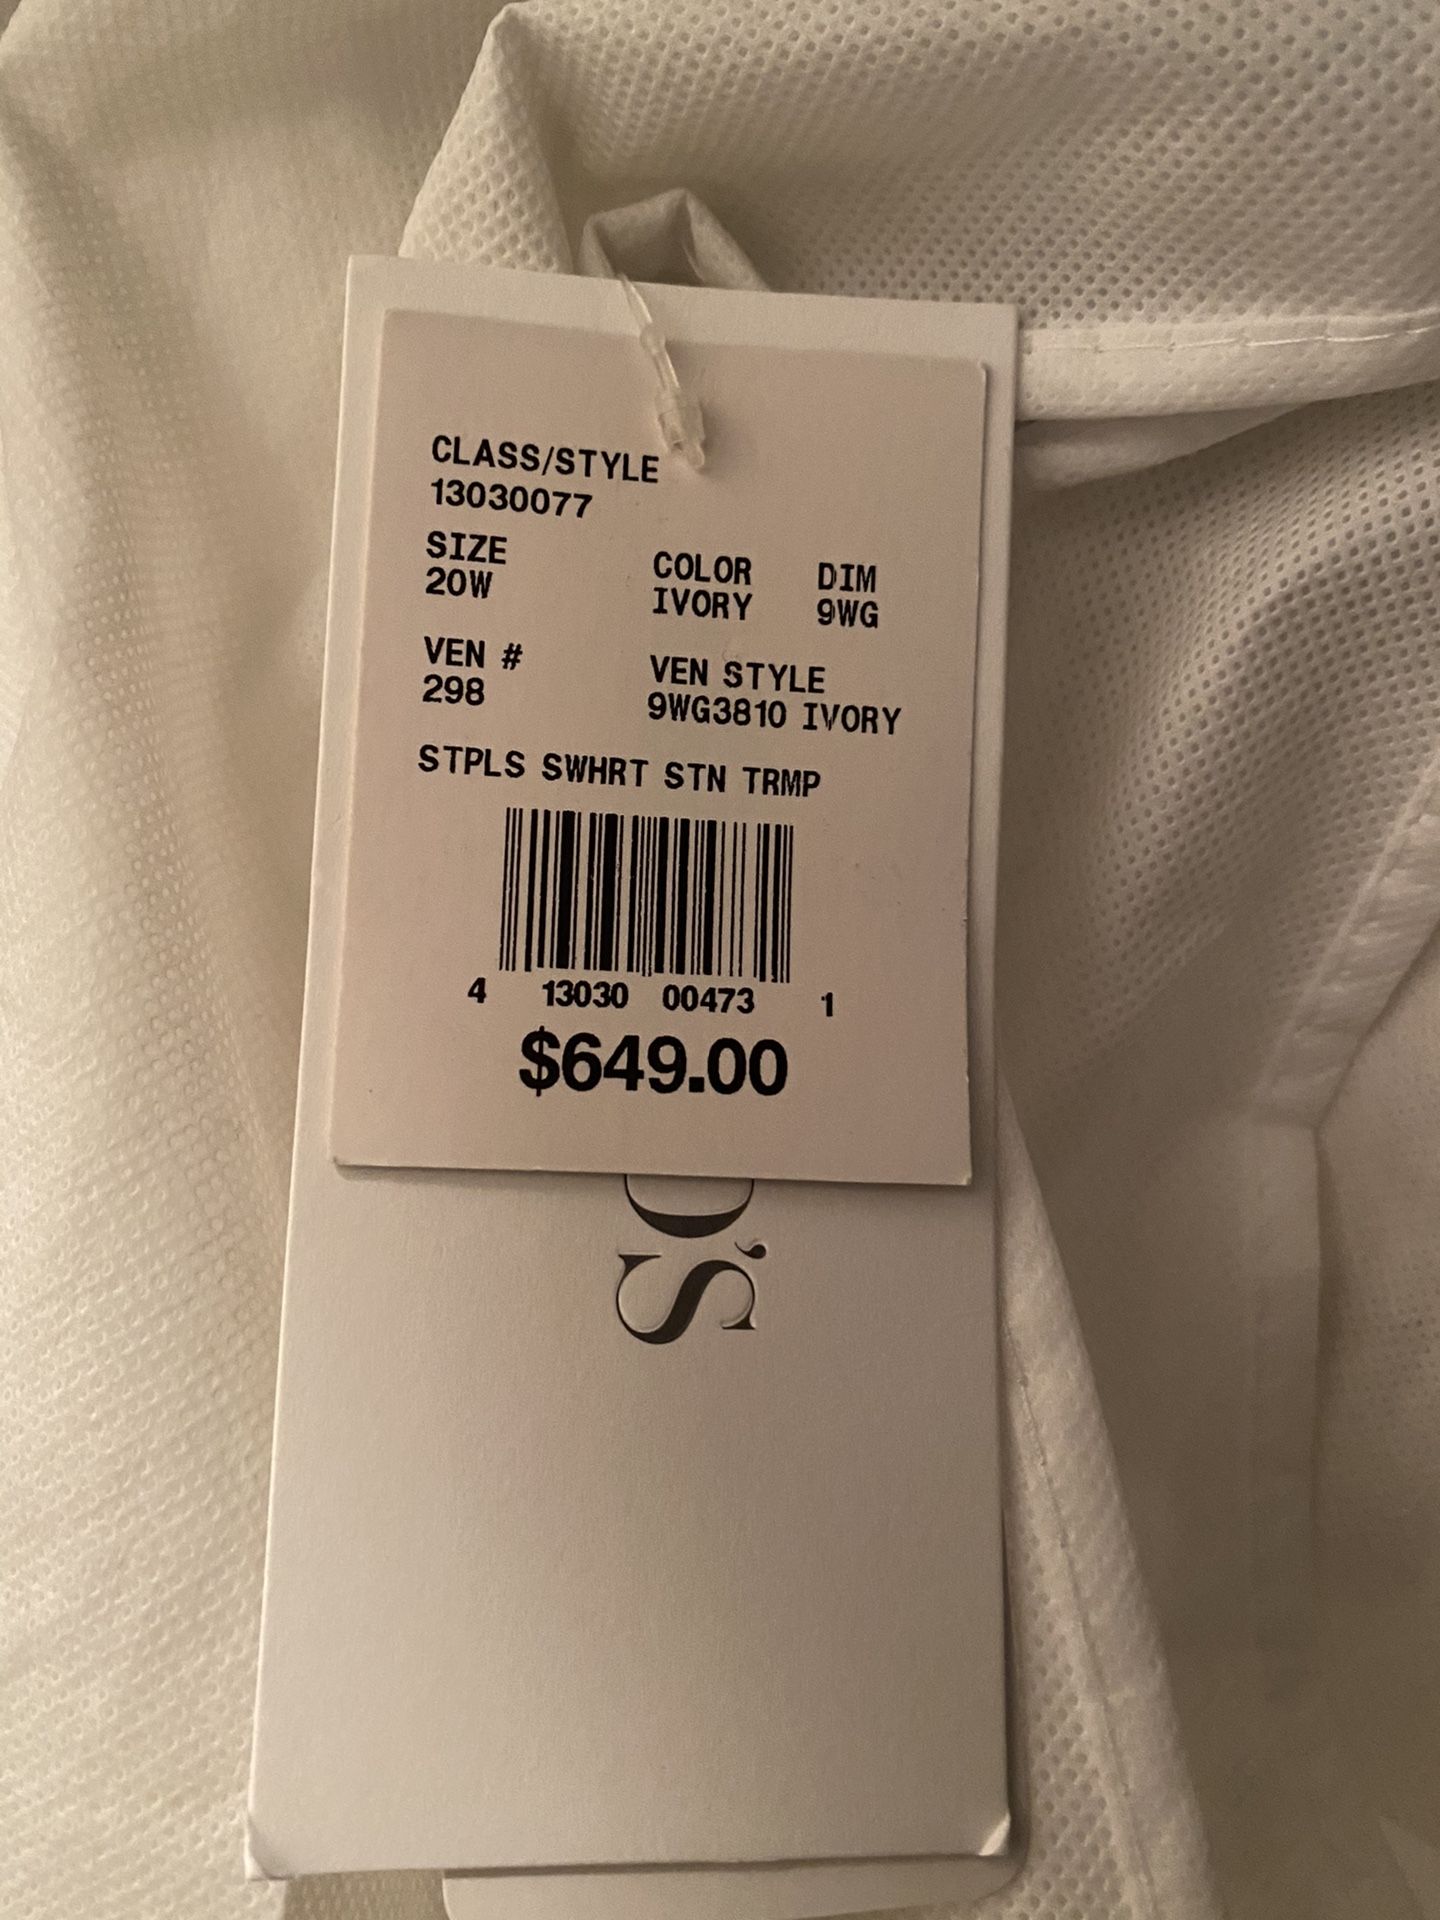 CLASS/STYLE
13030077
SIZE COLOR DIM
20W IVORY 9WG
VEN # VEN STYLE
298 9WG3810 IVORY
STPLS SWHRT STN TRMP
4 13030 00473 1
$649.00